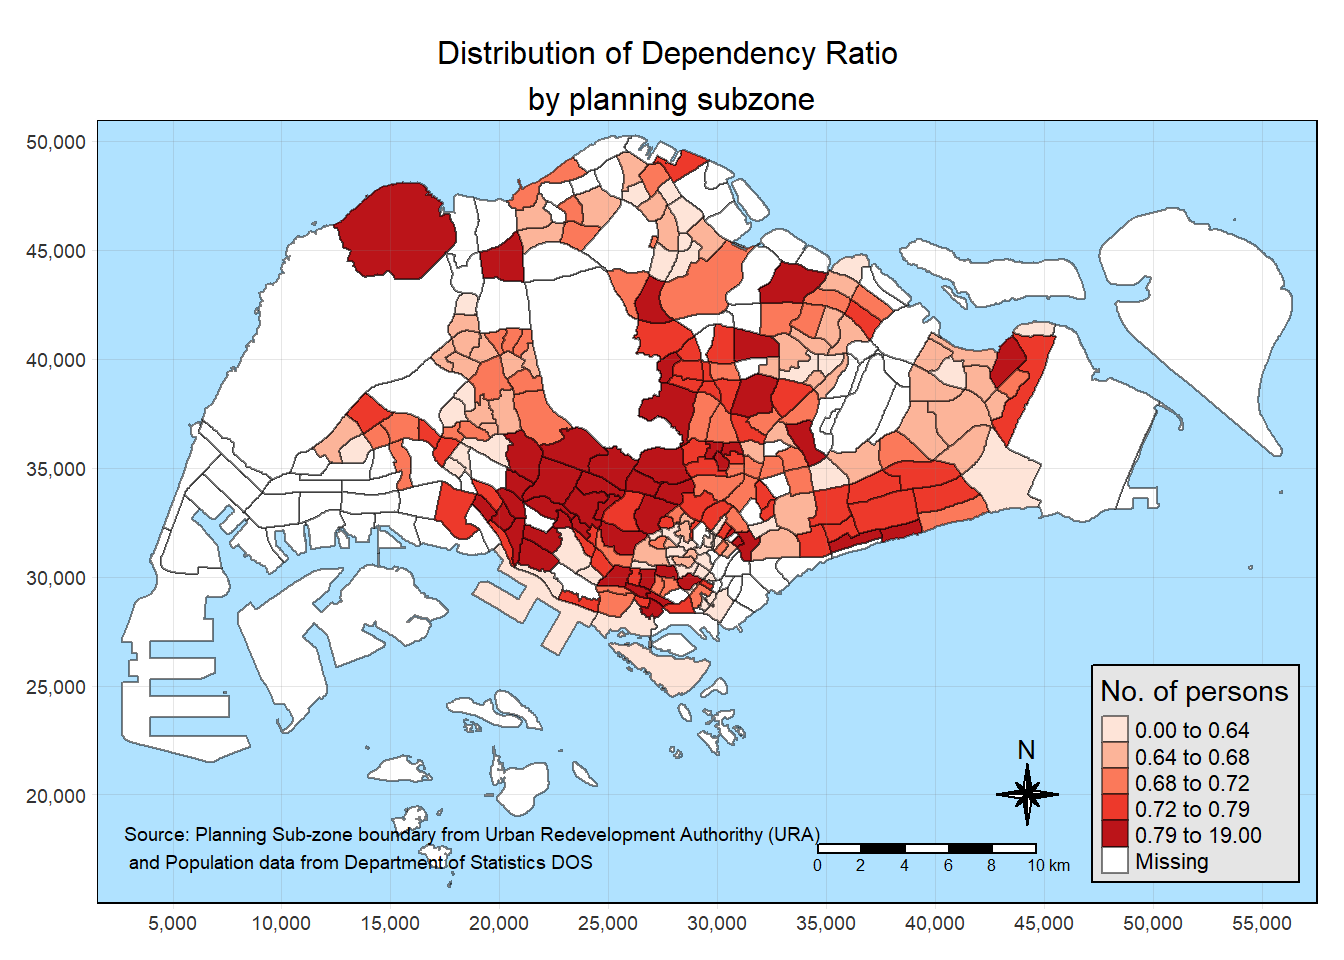 Distribution of Dependency Ratio
by planning subzone
50,000
45,000
40,000
35,000
30,000
25,000
20,000
No. of persons
0.00 to 0.64
0.64 to 0.68
0.68 to 0.72
0.72 to 0.79
0.79 to 19.00
Missing
N
Source: Planning Sub-zone boundary from Urban Redevelopment Authorithy (URA)
and Population data from Department of Statistics DOS
0 2 4 6 8 10 km
5,000 10,000 15,000 20,000 25,000 30,000 35,000 40,000 45,000 50,000 55,000